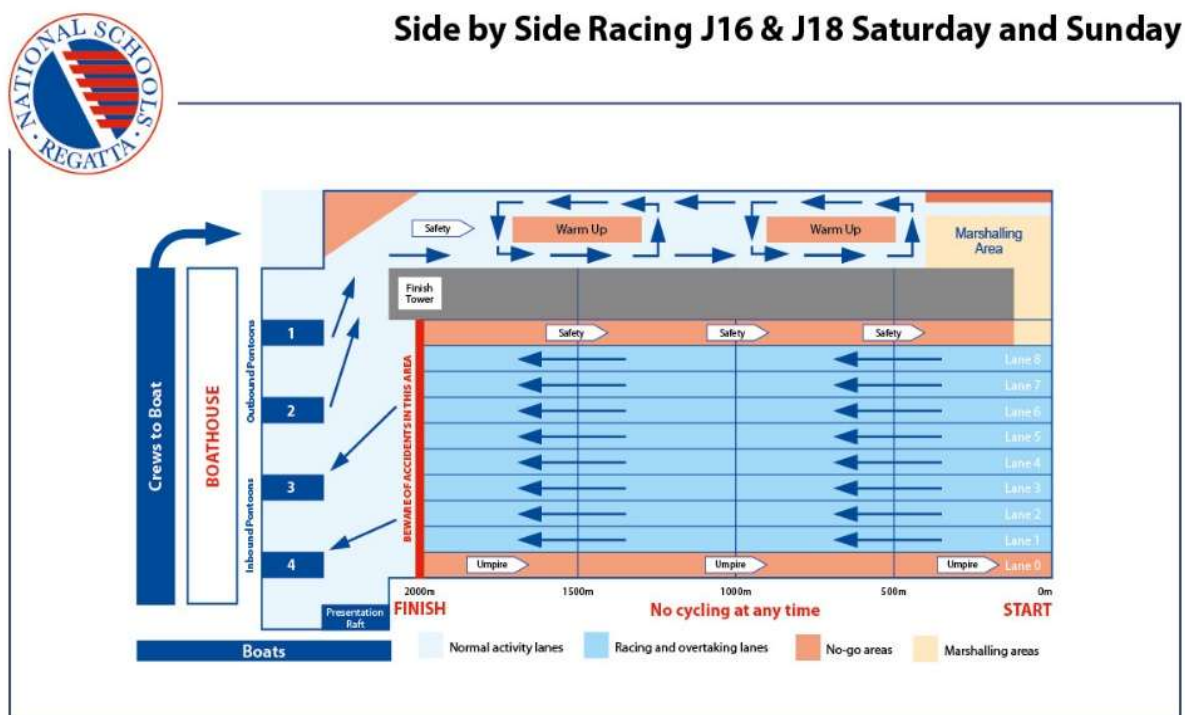 Side by Side Racing J16 & J18 Saturday and Sunday
NATIONAL SCHOOLS
· REGATTA ·
Safety
Warm Up
Warm Up
Marshalling
Area
Finish
Tower
Crews to Boat
BOATHOUSE
Outbound Pontoons
Inbound Pontoons
1
2
3
4
BEWARE OF ACCIDENTS IN THIS AREA
Safety
Safety
Safety
Lane 8
Lane 7
Lane 6
Lane 5
Lane 4
Lane 3
Lane 2
Lane 1
Umpire
Umpire
Umpire
Lane 0
2000m
1500m
1000m
500m
0m
Presentation
Raft
FINISH
No cycling at any time
START
Boats
Normal activity lanes
Racing and overtaking lanes
No-go areas
Marshalling areas